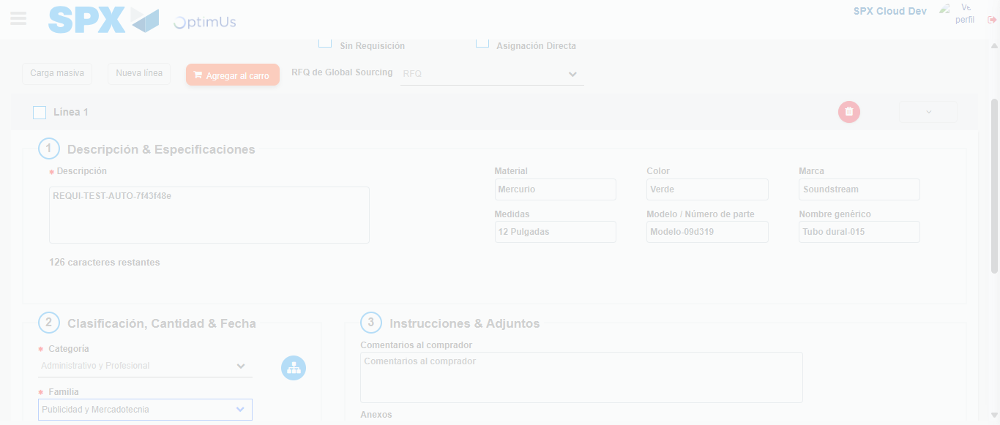 SPX
OptimUs
SPX Cloud Dev
Ve
perfil
Sin Requisición
Asignación Directa
Carga masiva
Nueva línea
Agregar al carro
RFQ de Global Sourcing
RFQ
Línea 1
1
Descripción & Especificaciones
* Descripción
REQUI-TEST-AUTO-7f43f48e
126 caracteres restantes
Material
Color
Marca
Mercurio
Verde
Soundstream
Medidas
Modelo / Número de parte
Nombre genérico
12 Pulgadas
Modelo-09d319
Tubo dural-015
2
Clasificación, Cantidad & Fecha
* Categoría
Administrativo y Profesional
* Familia
Publicidad y Mercadotecnia
3
Instrucciones & Adjuntos
Comentarios al comprador
Comentarios al comprador
Anexos